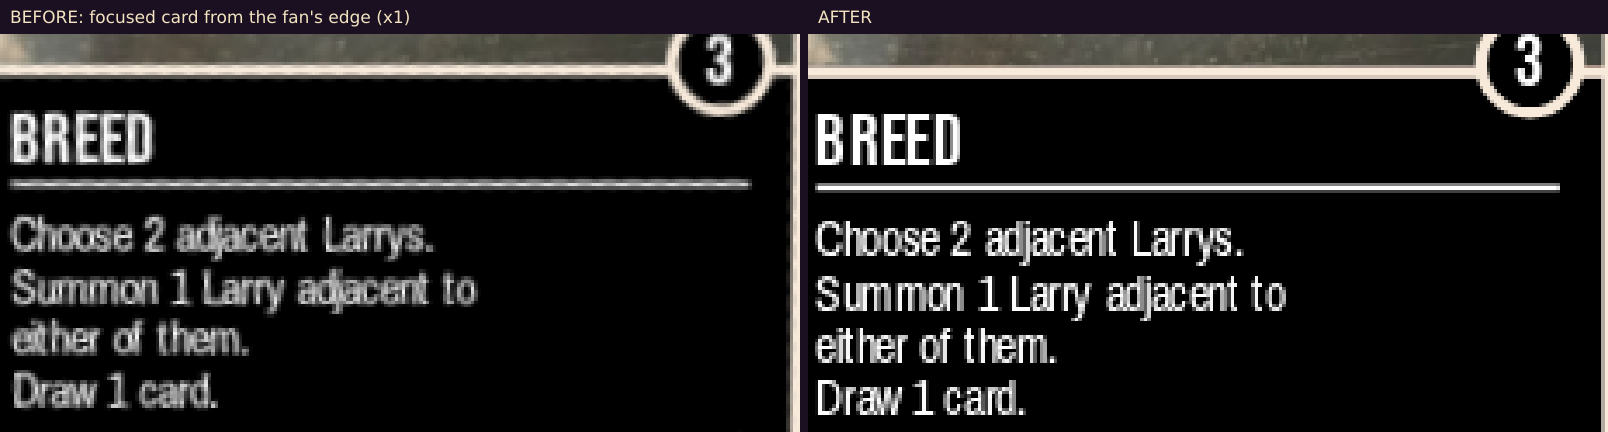 BEFORE: focused card from the fan's edge (x1)
3
BREED
Choose 2 adjacent Larrys.
Summon 1 Larry adjacent to
either of them.
Draw 1 card.
AFTER
3
BREED
Choose 2 adjacent Larrys.
Summon 1 Larry adjacent to
either of them.
Draw 1 card.